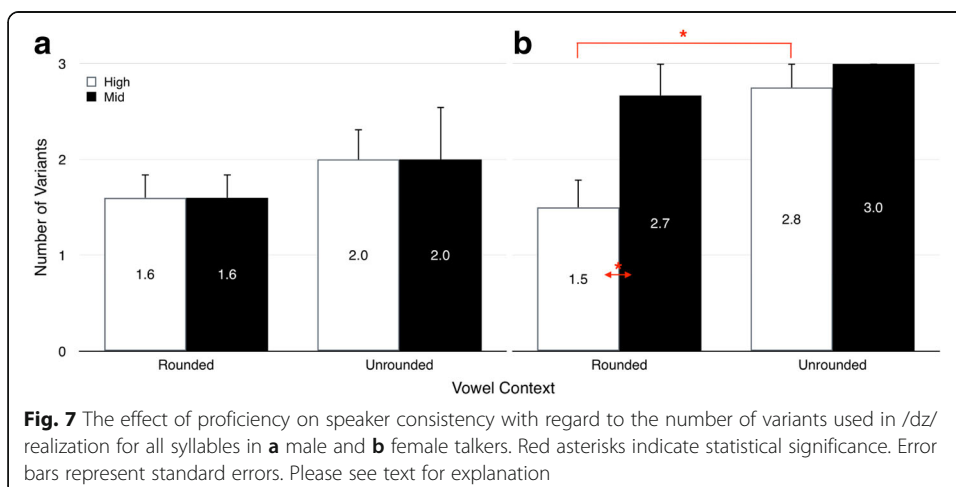 a
b
*
3
High
Mid
2
1
0
Number of Variants
1.6
1.6
2.0
2.0
1.5
*
2.7
2.8
3.0
Rounded
Unrounded
Rounded
Unrounded
Vowel Context
Fig. 7 The effect of proficiency on speaker consistency with regard to the number of variants used in /dz/
realization for all syllables in a male and b female talkers. Red asterisks indicate statistical significance. Error
bars represent standard errors. Please see text for explanation